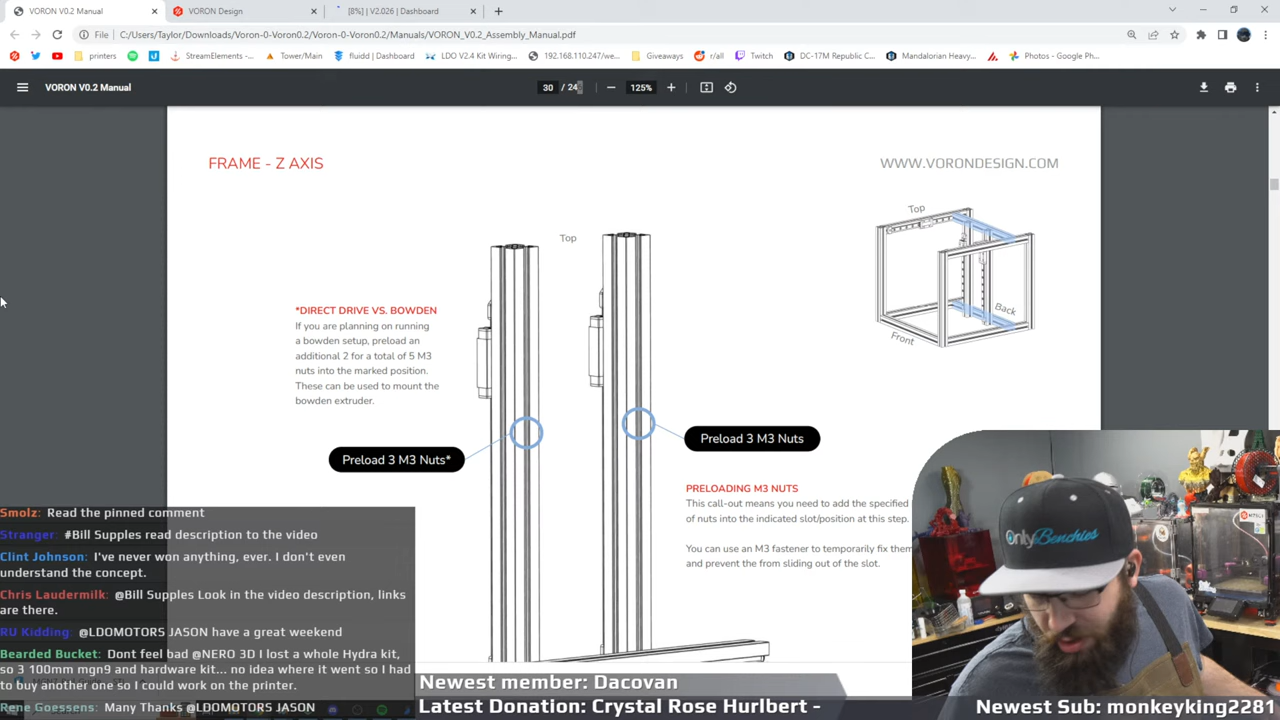 VORON V0.2 Manual
VORON Design
[8%] | V2.026 | Dashboard
File
C:/Users/Taylor/Downloads/Voron-0-Voron0.2/Voron-0-Voron0.2/Manuals/VORON_V0.2_Assembly_Manual.pdf
printers
StreamElements -...
Tower/Main
fluidd | Dashboard
LDO V2.4 Kit Wiring...
192.168.110.247/we...
Giveaways
r/all
Twitch
DC-17M Republic C...
Mandalorian Heavy...
Photos - Google Ph...
VORON V0.2 Manual
30 / 24
125%
FRAME - Z AXIS
WWW.VORONDESIGN.COM
Top
Top
Back
Front
*DIRECT DRIVE VS. BOWDEN
If you are planning on running
a bowden setup, preload an
additional 2 for a total of 5 M3
nuts into the marked position.
These can be used to mount the
bowden extruder.
Preload 3 M3 Nuts*
Preload 3 M3 Nuts
PRELOADING M3 NUTS
This call-out means you need to add the specified
of nuts into the indicated slot/position at this step.
You can use an M3 fastener to temporarily fix them
and prevent the from sliding out of the slot.
OnlyBenchies
Smolz: Read the pinned comment
Stranger: #Bill Supples read description to the video
Clint Johnson: I've never won anything, ever. I don't even
understand the concept.
Chris Laudermilk: @Bill Supples Look in the video description, links
are there.
RU Kidding: @LDOMOTORS JASON have a great weekend
Bearded Bucket: Dont feel bad @NERO 3D I lost a whole Hydra kit,
so 3 100mm mgn9 and hardware kit... no idea where it went so I had
to buy another one so I could work on the printer.
Rene Goessens: Many Thanks @LDOMOTORS JASON
Newest member: Dacovan
Latest Donation: Crystal Rose Hurlbert -
Newest Sub: monkeyking2281